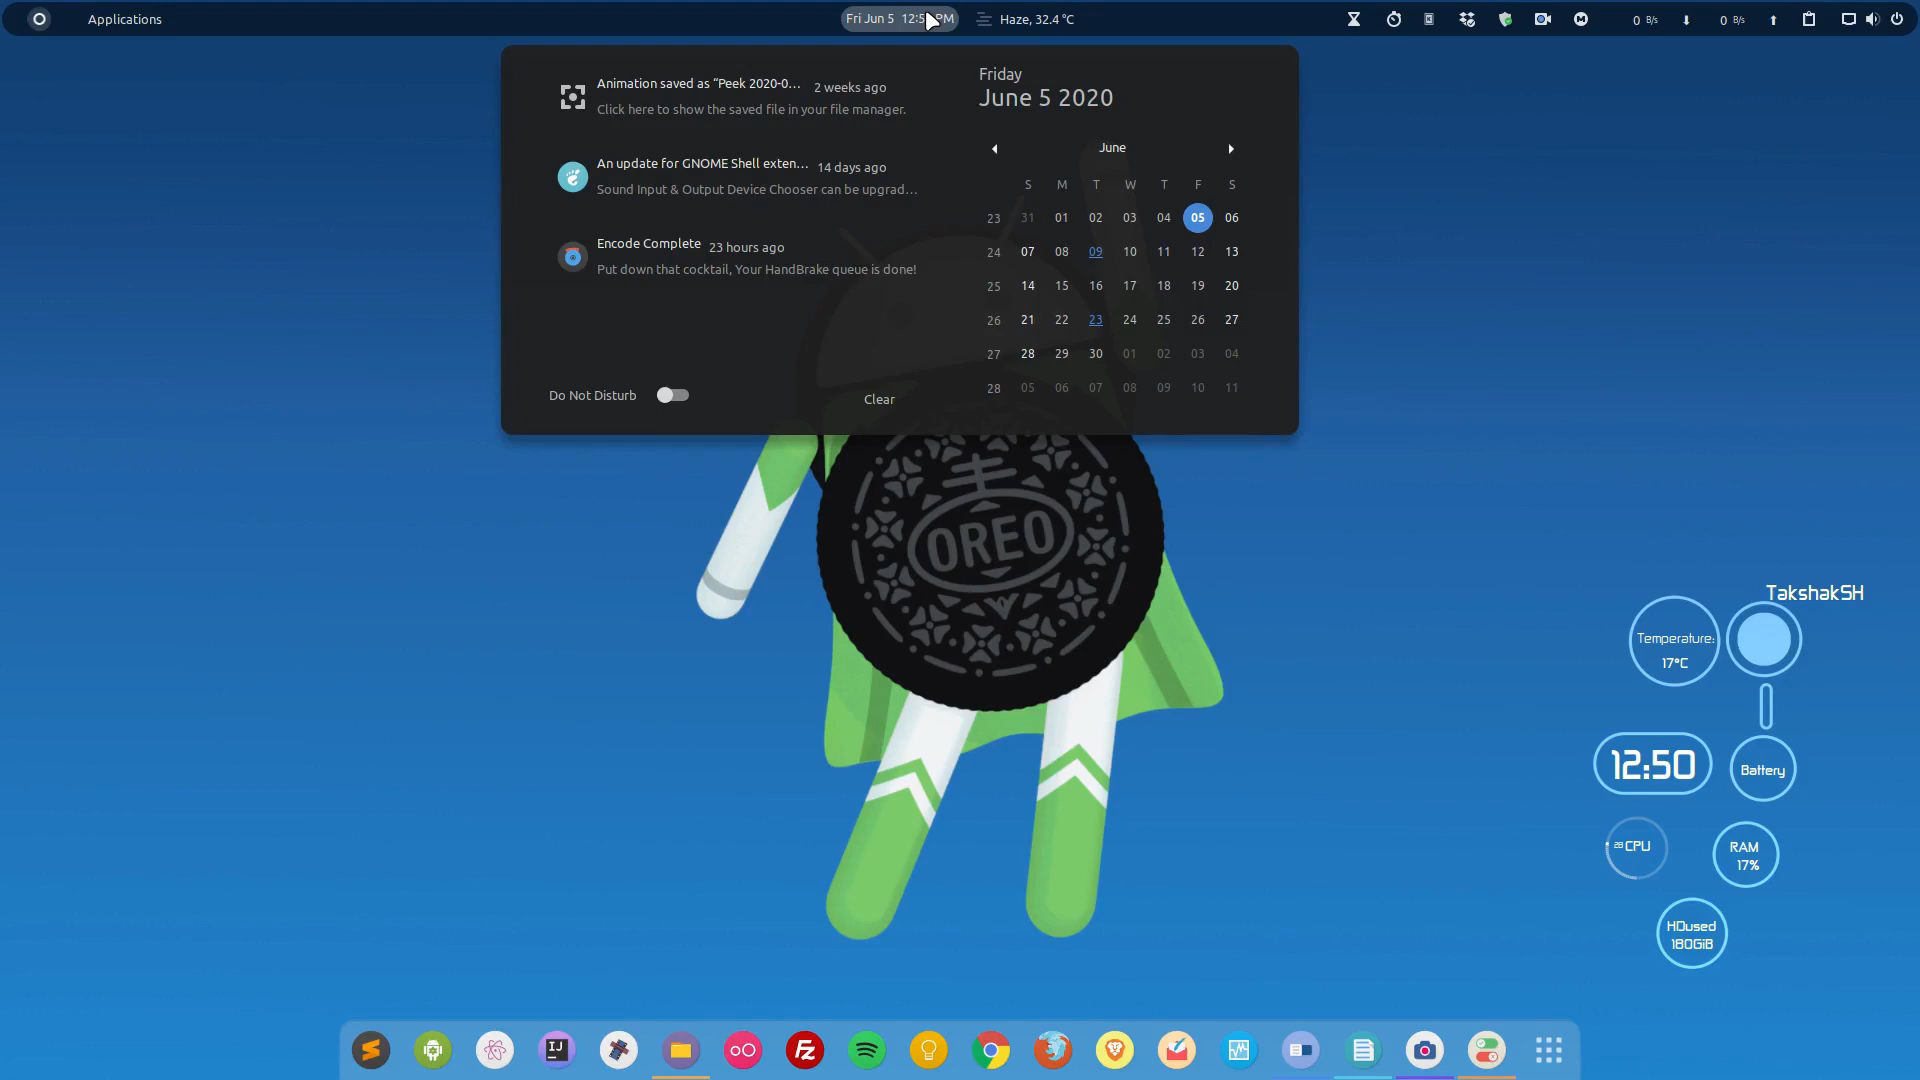 Applications
Fri Jun 5 12:5 PM
Haze, 32.4 °C
0 B/s
0 B/s
Animation saved as “Peek 2020-0… 2 weeks ago
Click here to show the saved file in your file manager.
An update for GNOME Shell exten… 14 days ago
Sound Input & Output Device Chooser can be upgrad…
Encode Complete 23 hours ago
Put down that cocktail, Your HandBrake queue is done!
Do Not Disturb
Clear
Friday
June 5 2020
June
S M T W T F S
23 31 01 02 03 04 05 06
24 07 08 09 10 11 12 13
25 14 15 16 17 18 19 20
26 21 22 23 24 25 26 27
27 28 29 30 01 02 03 04
28 05 06 07 08 09 10 11
OREO
TakshakSH
Temperature:
17°C
12:50
Battery
28 CPU
RAM
17%
HDused
180GiB
IJ
Fz